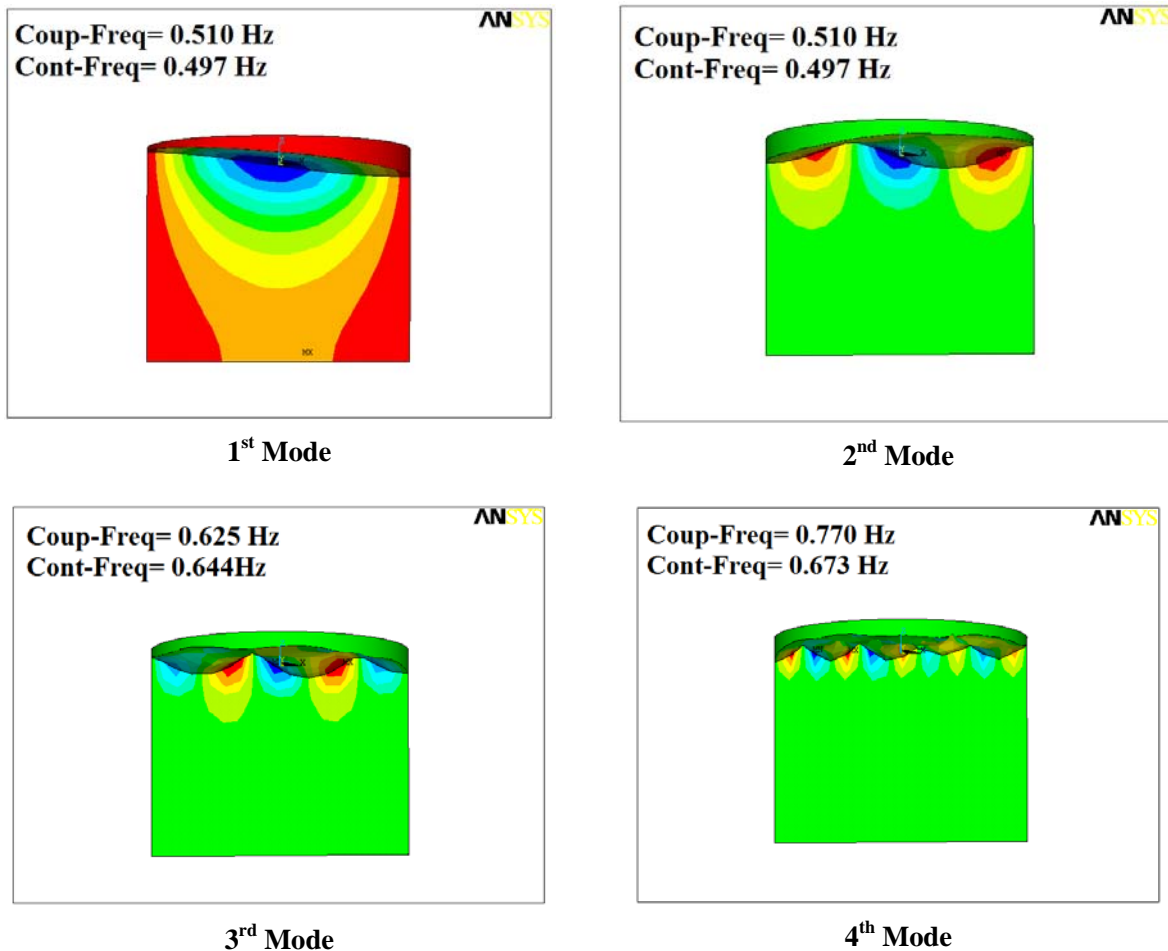 ANSYS
Coup-Freq= 0.510 Hz
Cont-Freq= 0.497 Hz
X
MX
1st Mode
ANSYS
Coup-Freq= 0.510 Hz
Cont-Freq= 0.497 Hz
X
2nd Mode
ANSYS
Coup-Freq= 0.625 Hz
Cont-Freq= 0.644Hz
X
MX
3rd Mode
ANSYS
Coup-Freq= 0.770 Hz
Cont-Freq= 0.673 Hz
4th Mode